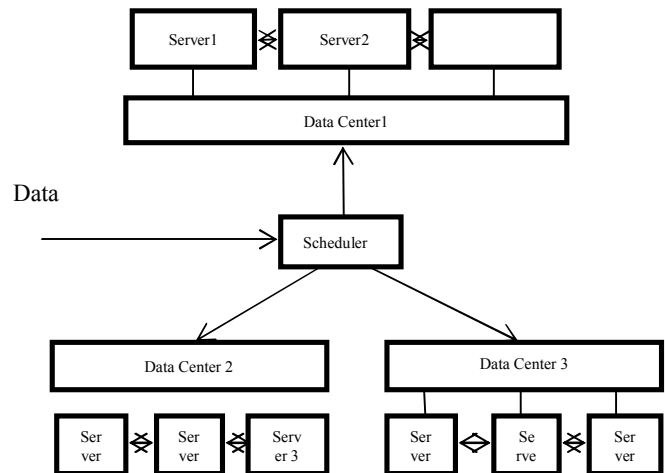 Server1
Server2
Data Center1
Data
Scheduler
Data Center 2
Data Center 3
Ser
ver
Ser
ver
Serv
er 3
Ser
ver
Se
rve
Ser
ver